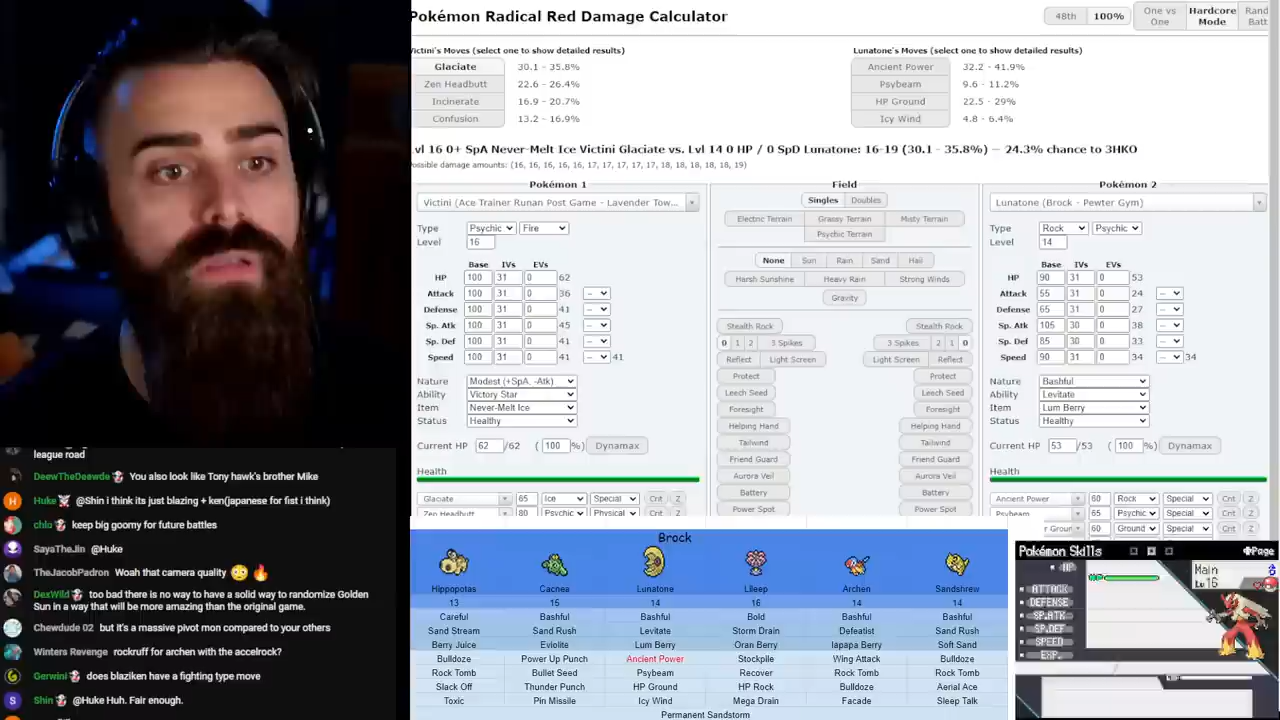 Pokémon Radical Red Damage Calculator
48th 100% One vs One Hardcore Mode Rand Batt
Victini's Moves (select one to show detailed results)
Glaciate 30.1 - 35.8%
Zen Headbutt 22.6 - 26.4%
Incinerate 16.9 - 20.7%
Confusion 13.2 - 16.9%
Lunatone's Moves (select one to show detailed results)
Ancient Power 32.2 - 41.9%
Psybeam 9.6 - 11.2%
HP Ground 22.5 - 29%
Icy Wind 4.8 - 6.4%
vl 16 0+ SpA Never-Melt Ice Victini Glaciate vs. Lvl 14 0 HP / 0 SpD Lunatone: 16-19 (30.1 - 35.8%) -- 24.3% chance to 3HKO
Possible damage amounts: (16, 16, 16, 16, 16, 17, 17, 17, 17, 17, 18, 18, 18, 18, 18, 19)
Pokémon 1
Victini (Ace Trainer Runan Post Game - Lavender Tow...
Type Psychic Fire
Level 16
Base IVs EVs
HP 100 31 0 62
Attack 100 31 0 36 --
Defense 100 31 0 41 --
Sp. Atk 100 31 0 45 --
Sp. Def 100 31 0 41 --
Speed 100 31 0 41 -- 41
Nature Modest (+SpA, -Atk)
Ability Victory Star
Item Never-Melt Ice
Status Healthy
Current HP 62 /62 ( 100 %) Dynamax
Health
Glaciate 65 Ice Special Crit Z
Zen Headbutt 80 Psychic Physical Crit Z
Field
Singles Doubles
Electric Terrain Grassy Terrain Misty Terrain
Psychic Terrain
None Sun Rain Sand Hail
Harsh Sunshine Heavy Rain Strong Winds
Gravity
Stealth Rock Stealth Rock
0 1 2 3 Spikes 3 Spikes 2 1 0
Reflect Light Screen Light Screen Reflect
Protect Protect
Leech Seed Leech Seed
Foresight Foresight
Helping Hand Helping Hand
Tailwind Tailwind
Friend Guard Friend Guard
Aurora Veil Aurora Veil
Battery Battery
Power Spot Power Spot
Pokémon 2
Lunatone (Brock - Pewter Gym)
Type Rock Psychic
Level 14
Base IVs EVs
HP 90 31 0 53
Attack 55 31 0 24 --
Defense 65 31 0 27 --
Sp. Atk 105 30 0 38 --
Sp. Def 85 30 0 33 --
Speed 90 31 0 34 -- 34
Nature Bashful
Ability Levitate
Item Lum Berry
Status Healthy
Current HP 53 /53 ( 100 %) Dynamax
Health
Ancient Power 60 Rock Special Crit Z
Psybeam 65 Psychic Special Crit Z
Ground 60 Ground Special Crit Z
league road
DeewTheDeewde You also look like Tony hawk's brother Mike
Huke @Shin i think its just blazing + ken(japanese for fist i think)
chlo keep big goomy for future battles
SayaTheJin @Huke
TheJacobPadron Woah that camera quality
DexWild too bad there is no way to have a solid way to randomize Golden
Sun in a way that will be more amazing than the original game.
Chewdude 02 but it's a massive pivot mon compared to your others
Winters Revenge rockruff for archen with the accelrock?
Gerwini does blaziken have a fighting type move
Shin @Huke Huh. Fair enough.
Brock
Hippopotas Cacnea Lunatone Lileep Archen Sandshrew
13 15 14 16 14 14
Careful Bashful Bashful Bold Bashful Bashful
Sand Stream Sand Rush Levitate Storm Drain Defeatist Sand Rush
Berry Juice Eviolite Lum Berry Oran Berry Iapapa Berry Soft Sand
Bulldoze Power Up Punch Ancient Power Stockpile Wing Attack Bulldoze
Rock Tomb Bullet Seed Psybeam Recover Rock Tomb Rock Tomb
Slack Off Thunder Punch HP Ground HP Rock Bulldoze Aerial Ace
Toxic Pin Missile Icy Wind Mega Drain Facade Sleep Talk
Permanent Sandstorm
Pokémon Skills Page
HP Main
HP Lv16
ATTACK
DEFENSE
SP.ATK
SP.DEF
SPEED
EXP.